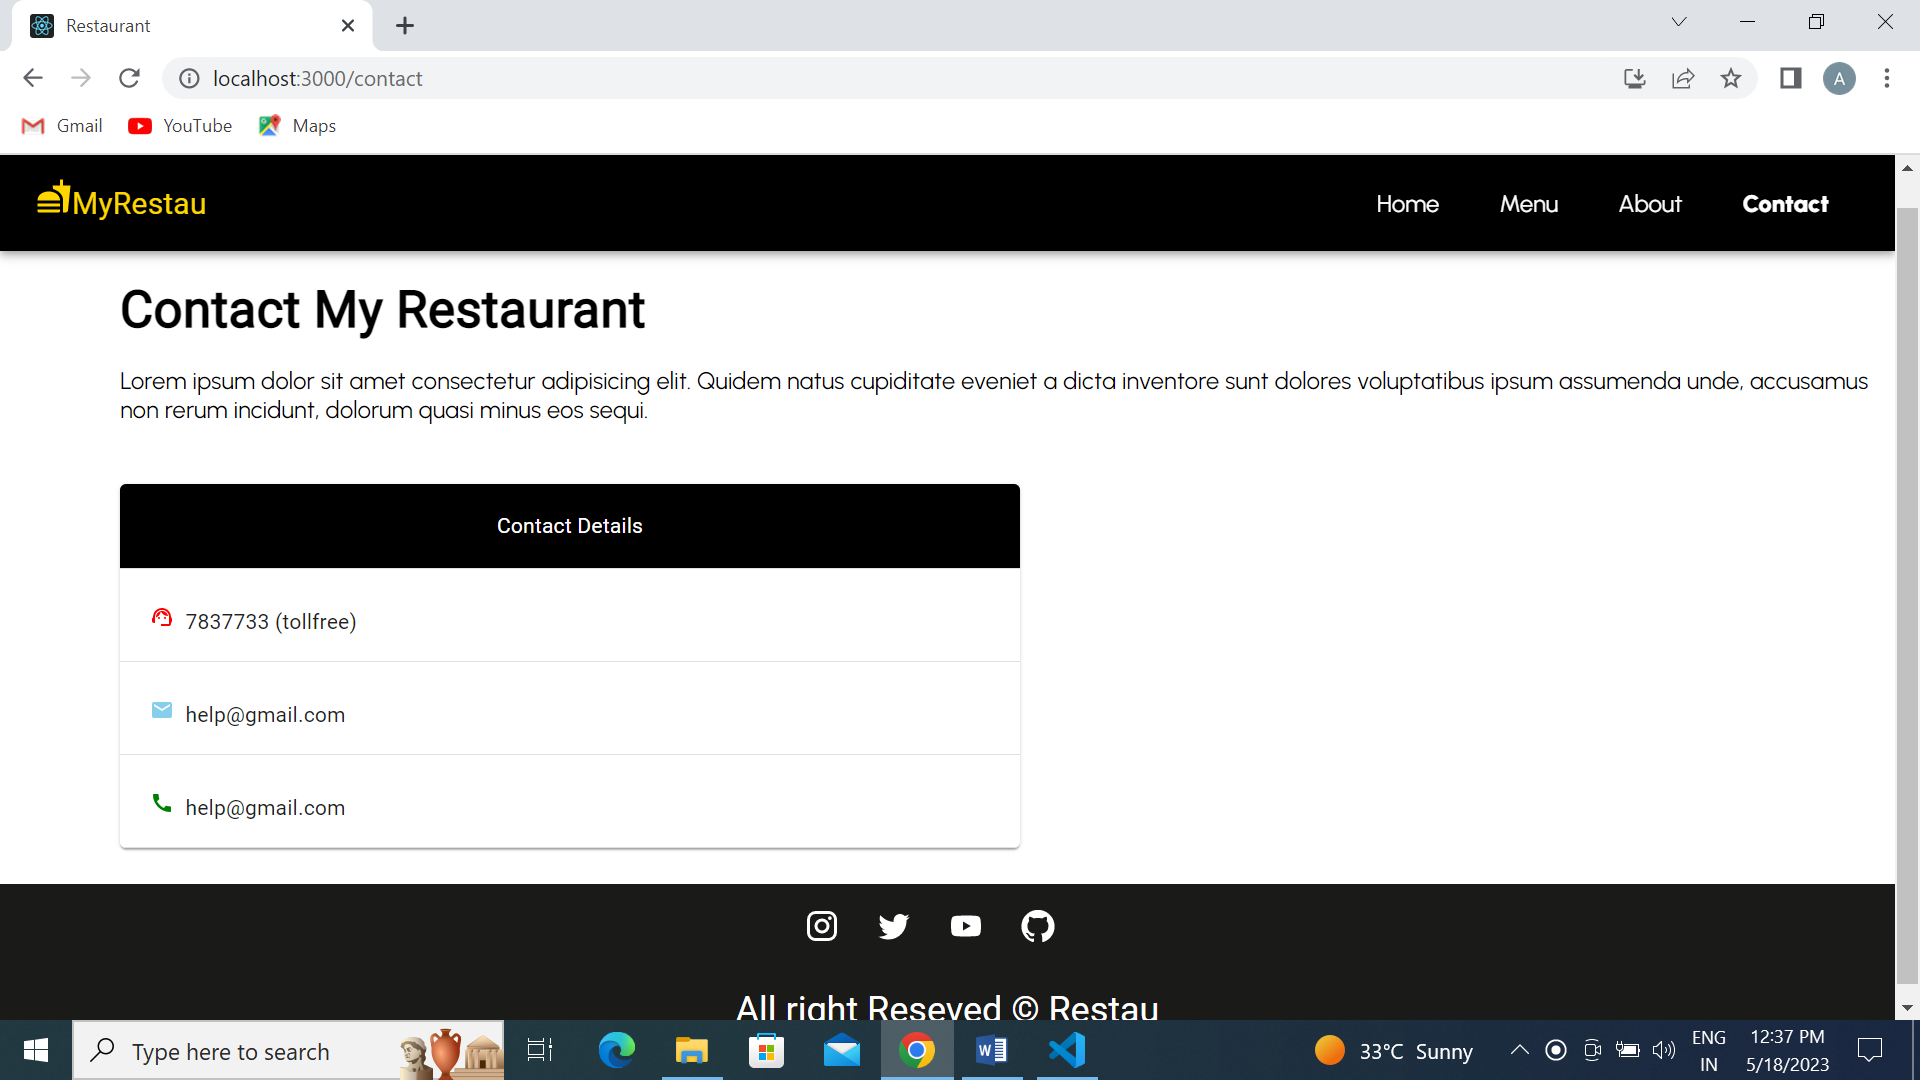 Restaurant
localhost:3000/contact
A
Gmail YouTube Maps
MyRestau Home Menu About Contact
Contact My Restaurant
Lorem ipsum dolor sit amet consectetur adipisicing elit. Quidem natus cupiditate eveniet a dicta inventore sunt dolores voluptatibus ipsum assumenda unde, accusamus
non rerum incidunt, dolorum quasi minus eos sequi.
Contact Details
7837733 (tollfree)
help@gmail.com
help@gmail.com
All right Reseved © Restau
Type here to search
33°C Sunny
ENG
IN
12:37 PM
5/18/2023